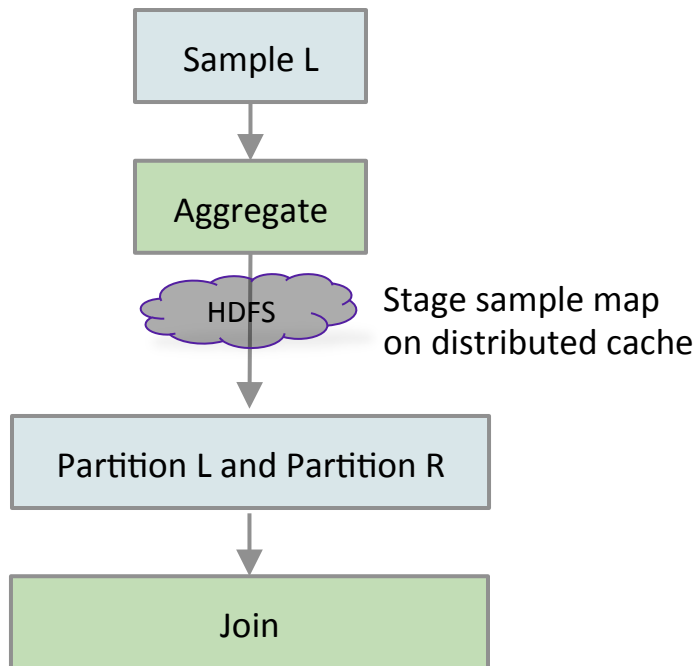 Sample L
Aggregate
HDFS
Stage sample map
on distributed cache
Partition L and Partition R
Join